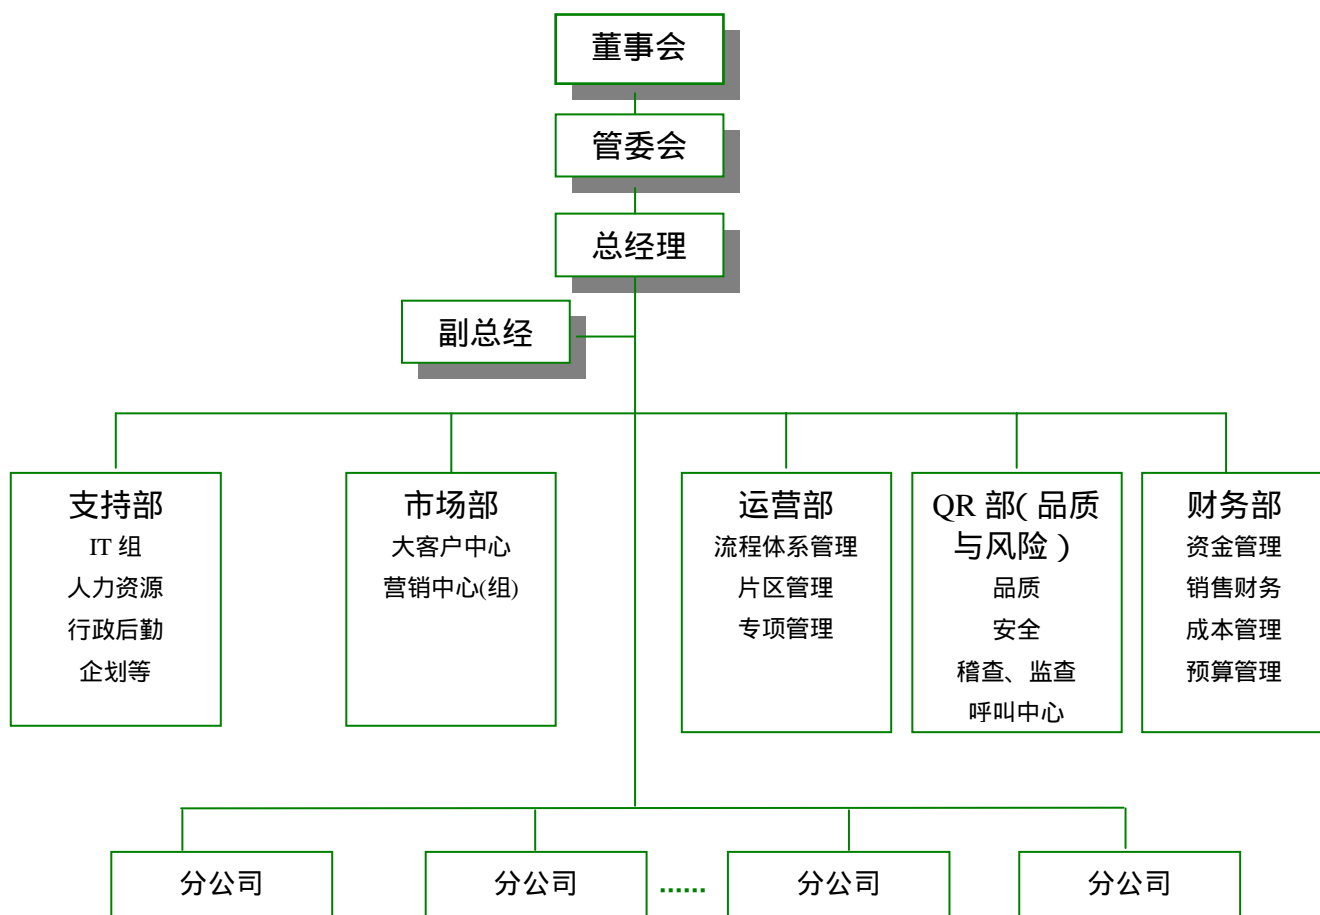 董事会
管委会
总经理
副总经
支持部
IT 组
人力资源
行政后勤
企划等
市场部
大客户中心
营销中心(组)
运营部
流程体系管理
片区管理
专项管理
QR 部( 品质
与风险 )
品质
安全
稽查、监查
呼叫中心
财务部
资金管理
销售财务
成本管理
预算管理
分公司
分公司
......
分公司
分公司